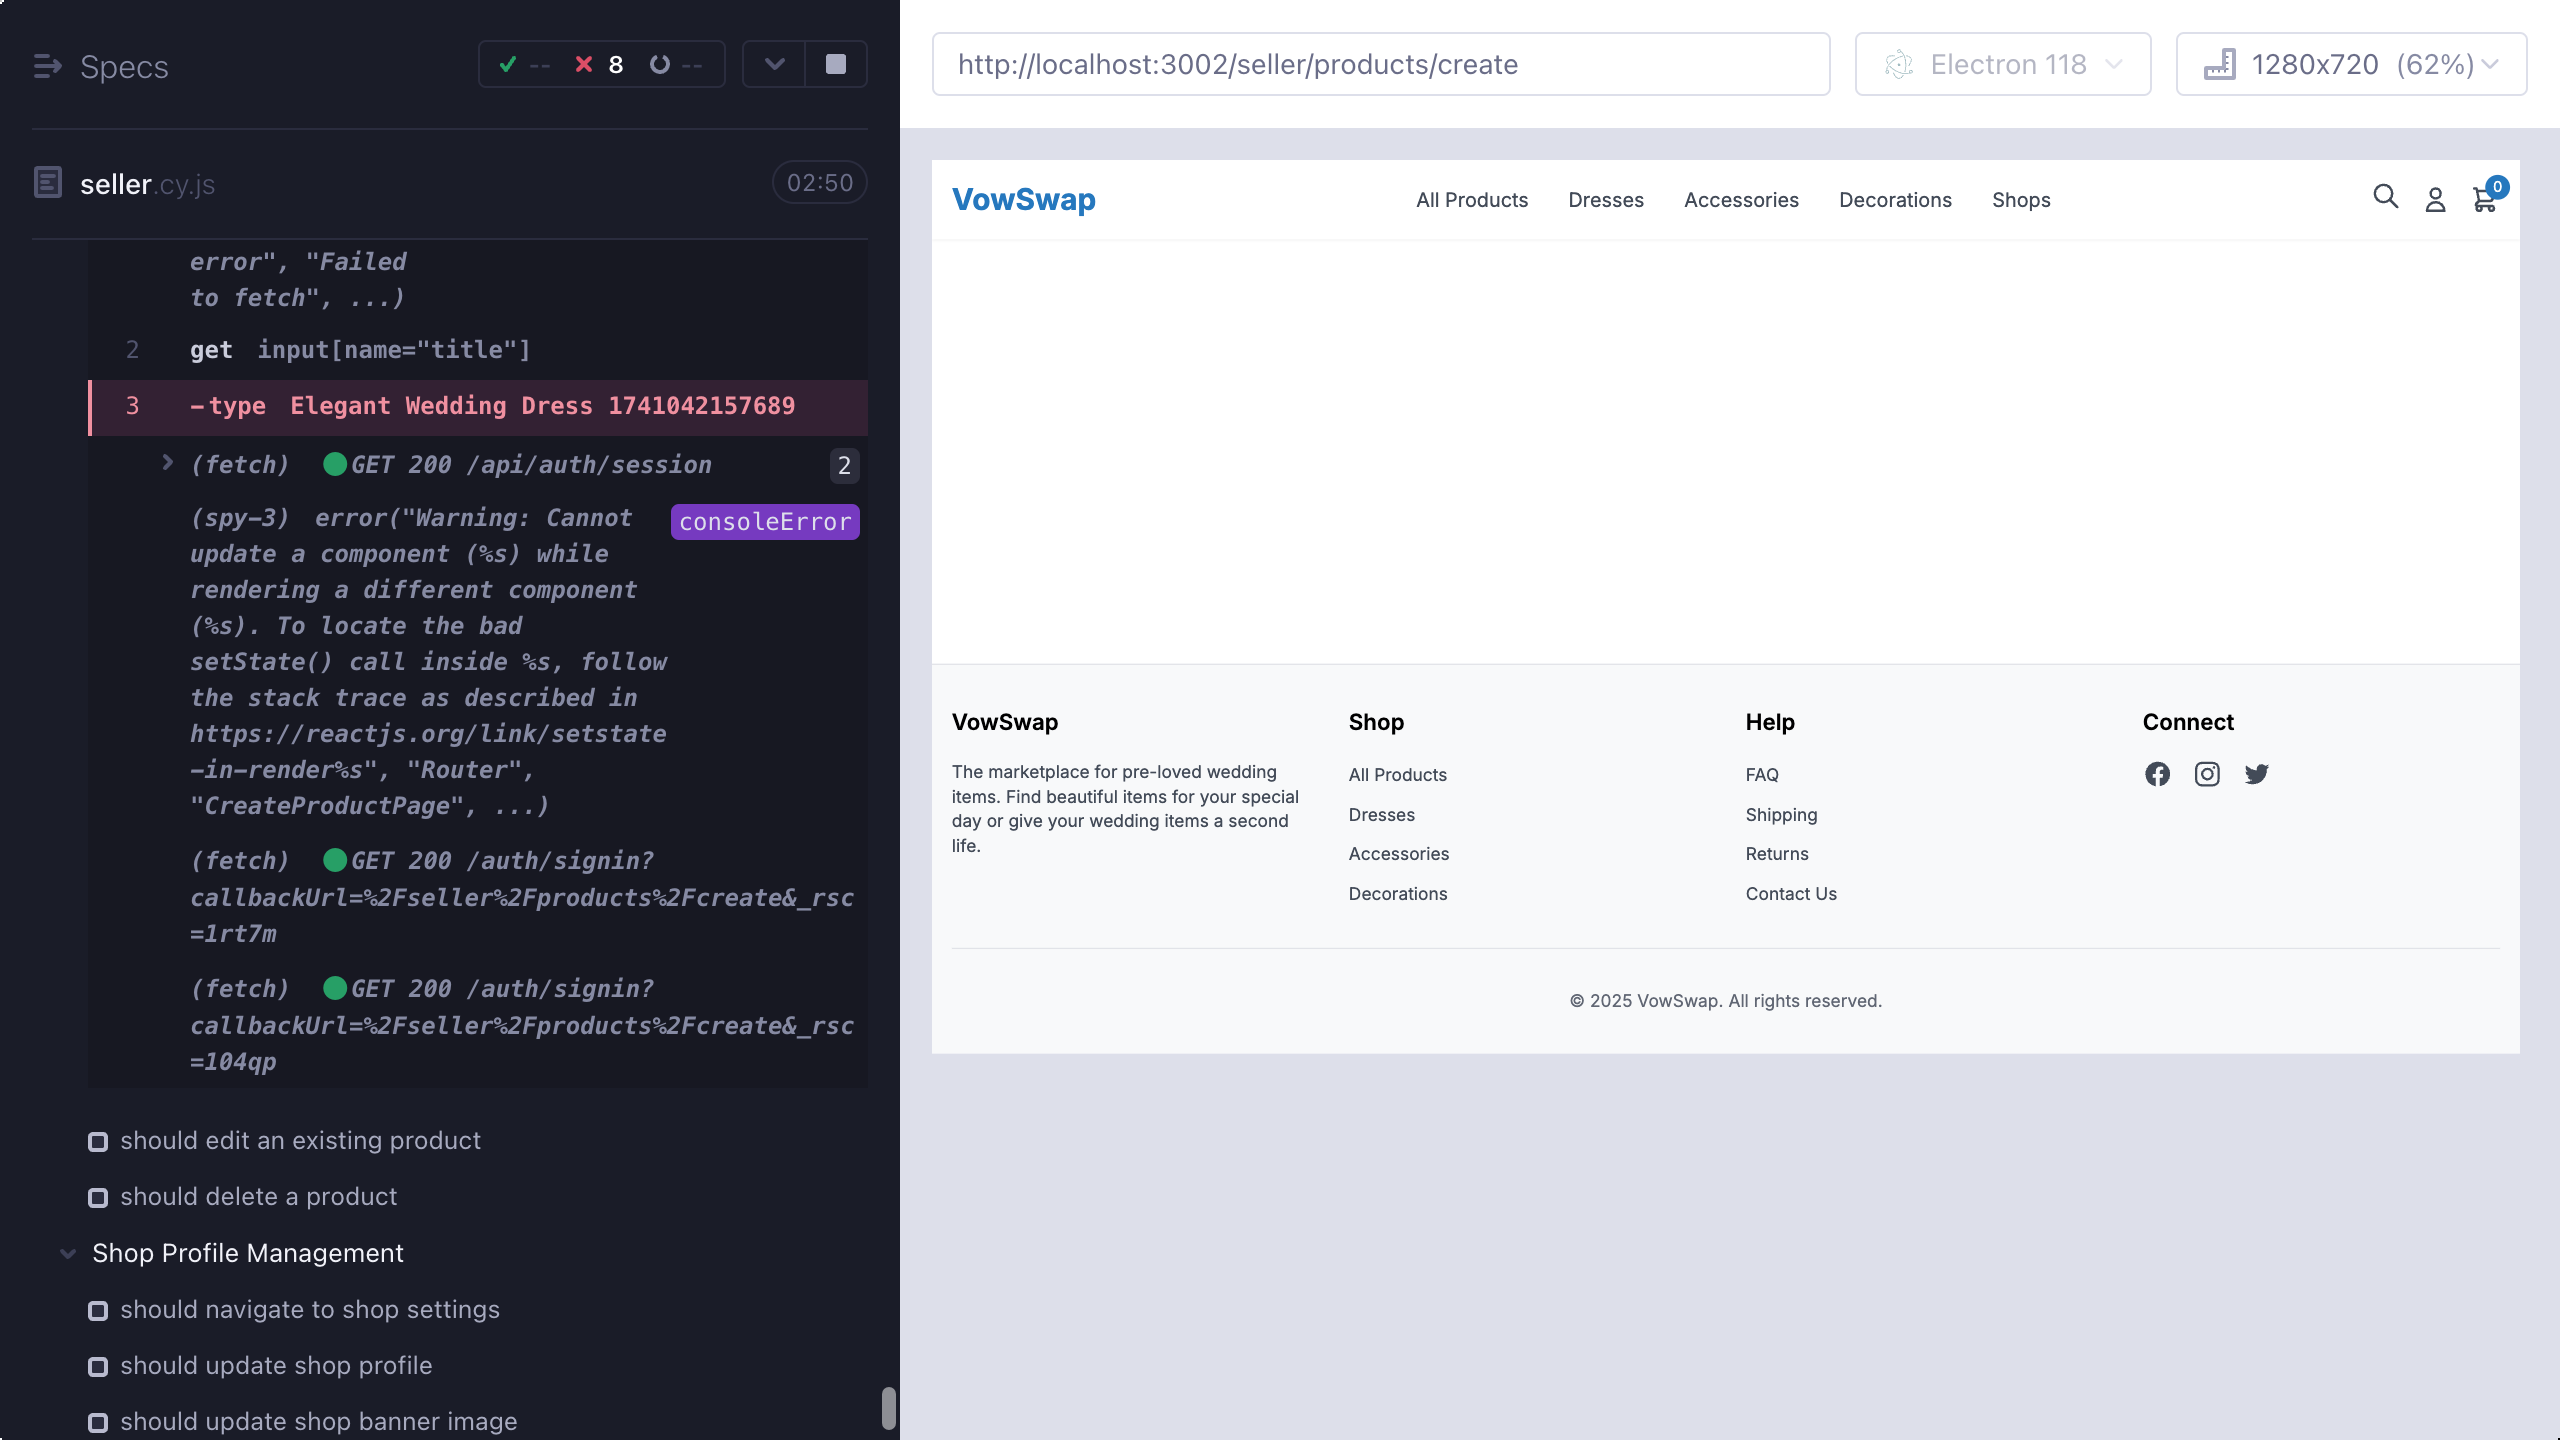 Specs
-- 8 --
seller.cy.js
02:50
error", "Failed
to fetch", ...)
2 get input[name="title"]
3 -type Elegant Wedding Dress 1741042157689
(fetch) GET 200 /api/auth/session 2
(spy-3) error("Warning: Cannot consoleError
update a component (%s) while
rendering a different component
(%s). To locate the bad
setState() call inside %s, follow
the stack trace as described in
https://reactjs.org/link/setstate
-in-render%s", "Router",
"CreateProductPage", ...)
(fetch) GET 200 /auth/signin?
callbackUrl=%2Fseller%2Fproducts%2Fcreate&_rsc
=1rt7m
(fetch) GET 200 /auth/signin?
callbackUrl=%2Fseller%2Fproducts%2Fcreate&_rsc
=104qp
should edit an existing product
should delete a product
Shop Profile Management
should navigate to shop settings
should update shop profile
should update shop banner image
http://localhost:3002/seller/products/create
Electron 118
1280x720 (62%)
VowSwap
All Products Dresses Accessories Decorations Shops
0
VowSwap
The marketplace for pre-loved wedding
items. Find beautiful items for your special
day or give your wedding items a second
life.
Shop
All Products
Dresses
Accessories
Decorations
Help
FAQ
Shipping
Returns
Contact Us
Connect
© 2025 VowSwap. All rights reserved.